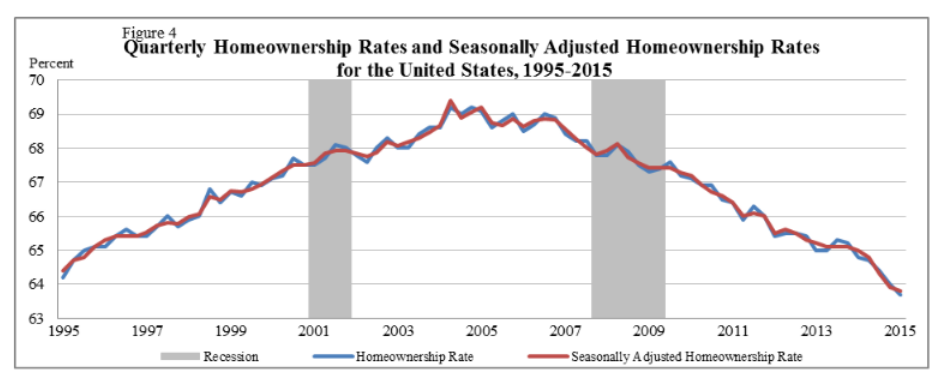 Figure 4
Quarterly Homeownership Rates and Seasonally Adjusted Homeownership Rates
for the United States, 1995-2015
Percent
70
69
68
67
66
65
64
63
1995 1997 1999 2001 2003 2005 2007 2009 2011 2013 2015
Recession Homeownership Rate Seasonally Adjusted Homeownership Rate